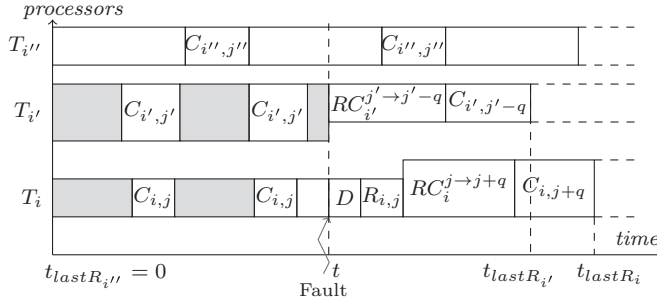 processors
T_{i''} C_{i'',j''} C_{i'',j''}
T_{i'} C_{i',j'} C_{i',j'} RC_{i'}^{j'→j'-q} C_{i',j'-q}
T_i C_{i,j} C_{i,j} D R_{i,j} RC_i^{j→j+q} C_{i,j+q}
time
t_{lastR_{i''}} = 0 t t_{lastR_{i'}} t_{lastR_i}
Fault